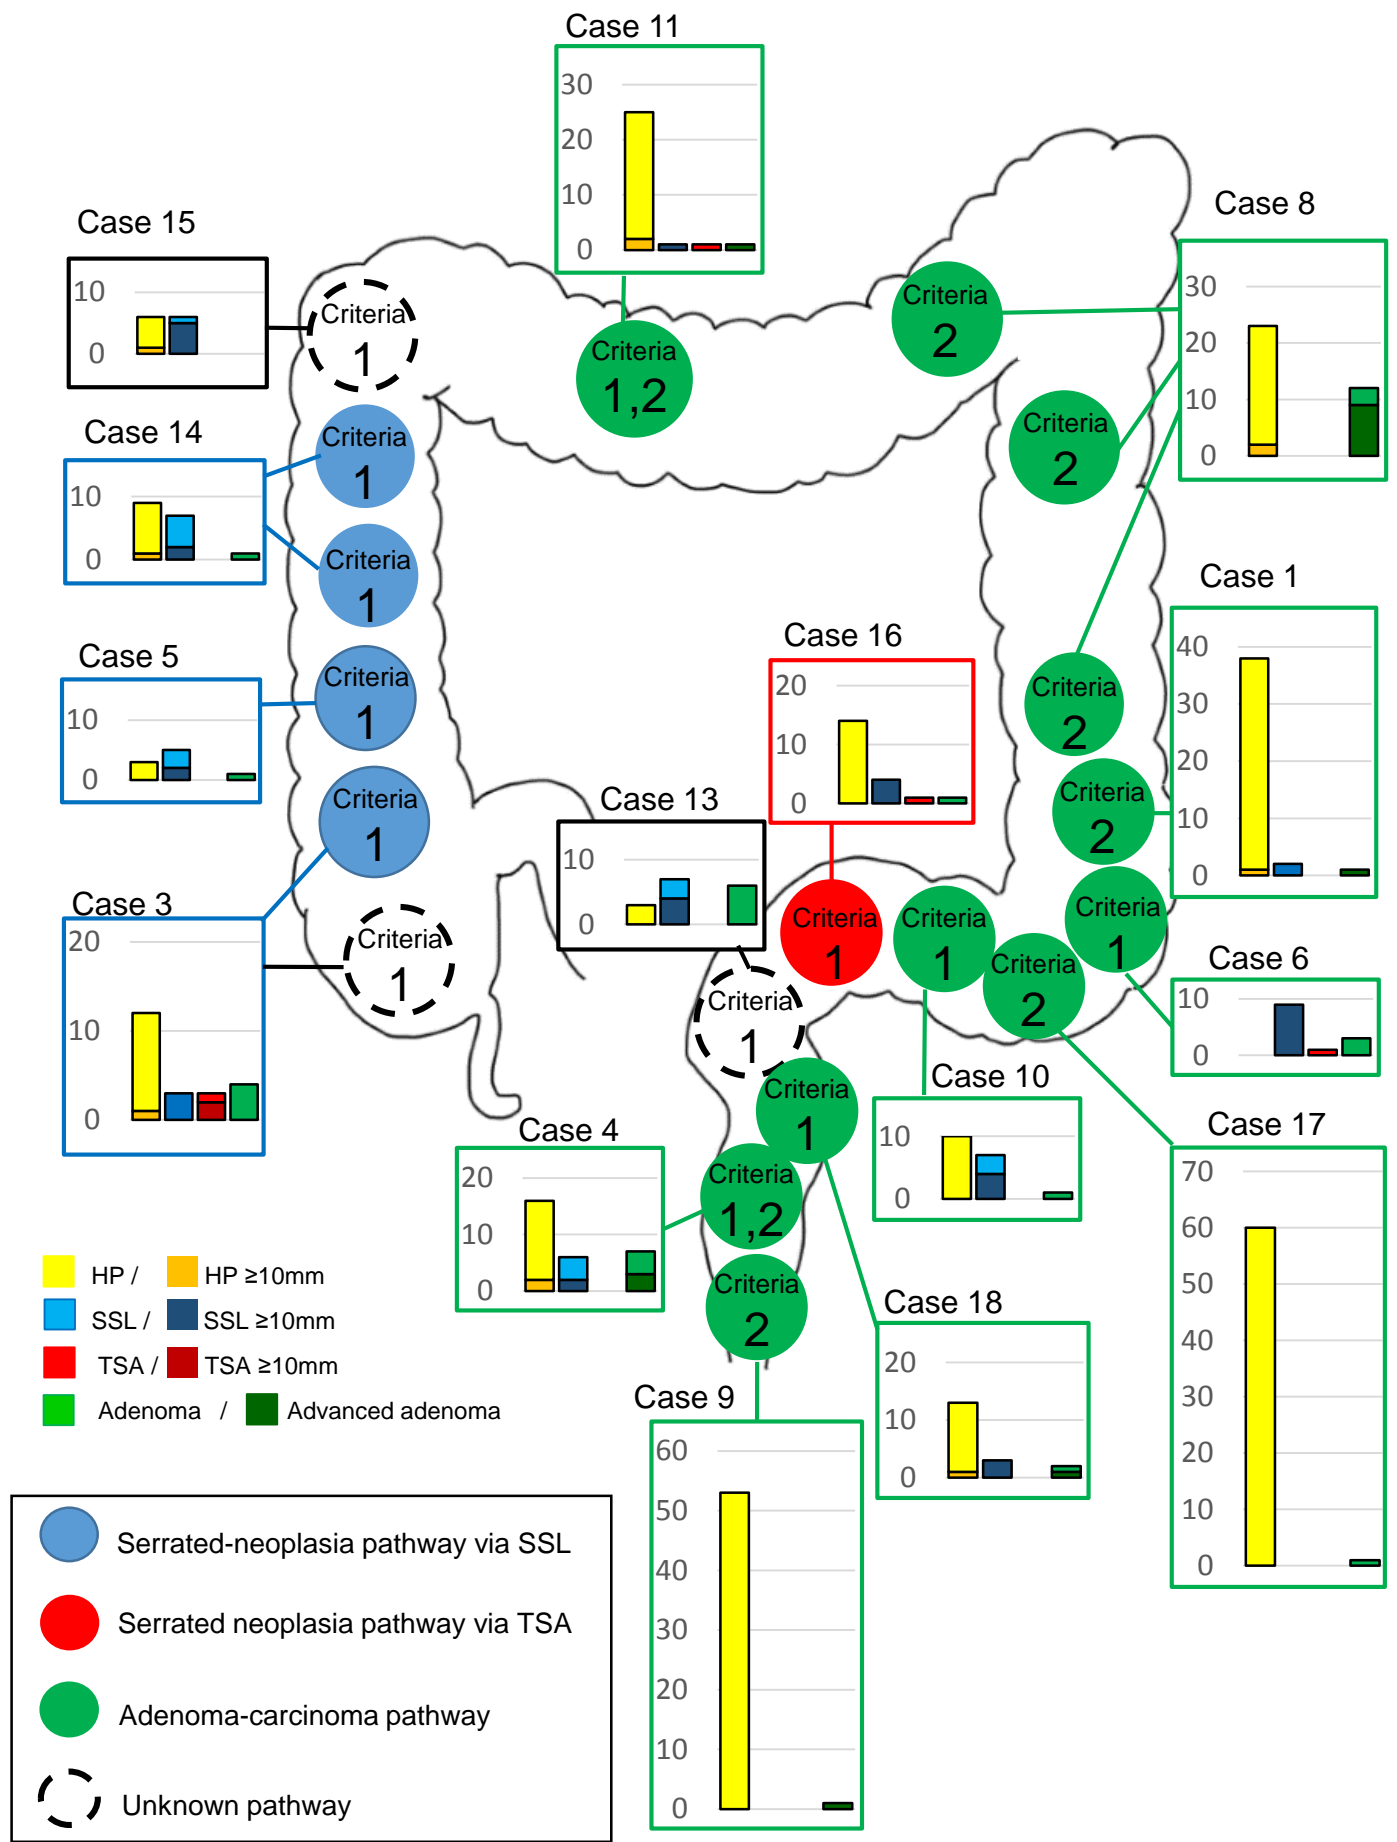 Case 11
30
20
10
0
Case 15
10
0
Criteria
1
Criteria
1,2
Criteria
2
Case 8
30
20
10
0
Case 14
10
0
Criteria
1
Criteria
2
Criteria
1
Case 1
40
30
20
10
0
Case 5
10
0
Criteria
1
Case 16
20
10
0
Criteria
2
Criteria
2
Criteria
1
Case 13
10
0
Case 3
20
10
0
Criteria
1
Criteria
1
Criteria
1
Criteria
2
Criteria
1
Case 6
10
0
Criteria
1
Case 10
10
0
Criteria
1
Case 4
20
10
0
Criteria
1,2
Case 17
70
60
50
40
30
20
10
0
Criteria
2
Case 18
20
10
0
HP / HP ≥10mm
SSL / SSL ≥10mm
TSA / TSA ≥10mm
Adenoma / Advanced adenoma
Case 9
60
50
40
30
20
10
0
Serrated-neoplasia pathway via SSL
Serrated neoplasia pathway via TSA
Adenoma-carcinoma pathway
Unknown pathway